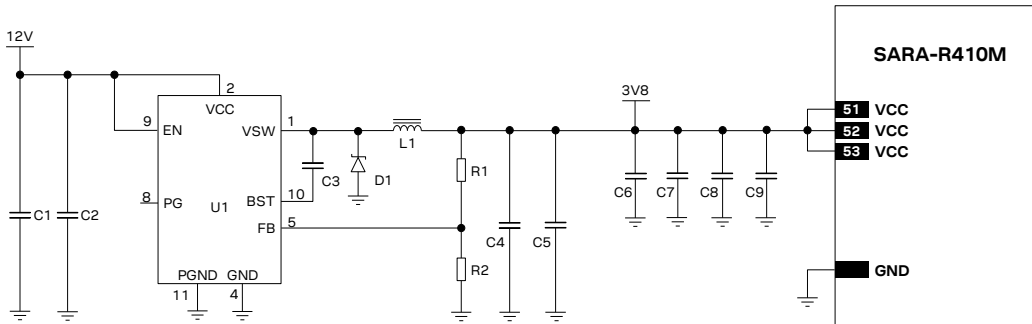 12V
SARA-R410M
2
VCC
3V8
51 VCC
9 EN
VSW 1
52 VCC
53 VCC
L1
C3
D1
R1
C6
C7
C8
C9
8 PG
BST 10
U1
C1
C2
FB 5
C4
C5
R2
PGND GND
GND
11
4